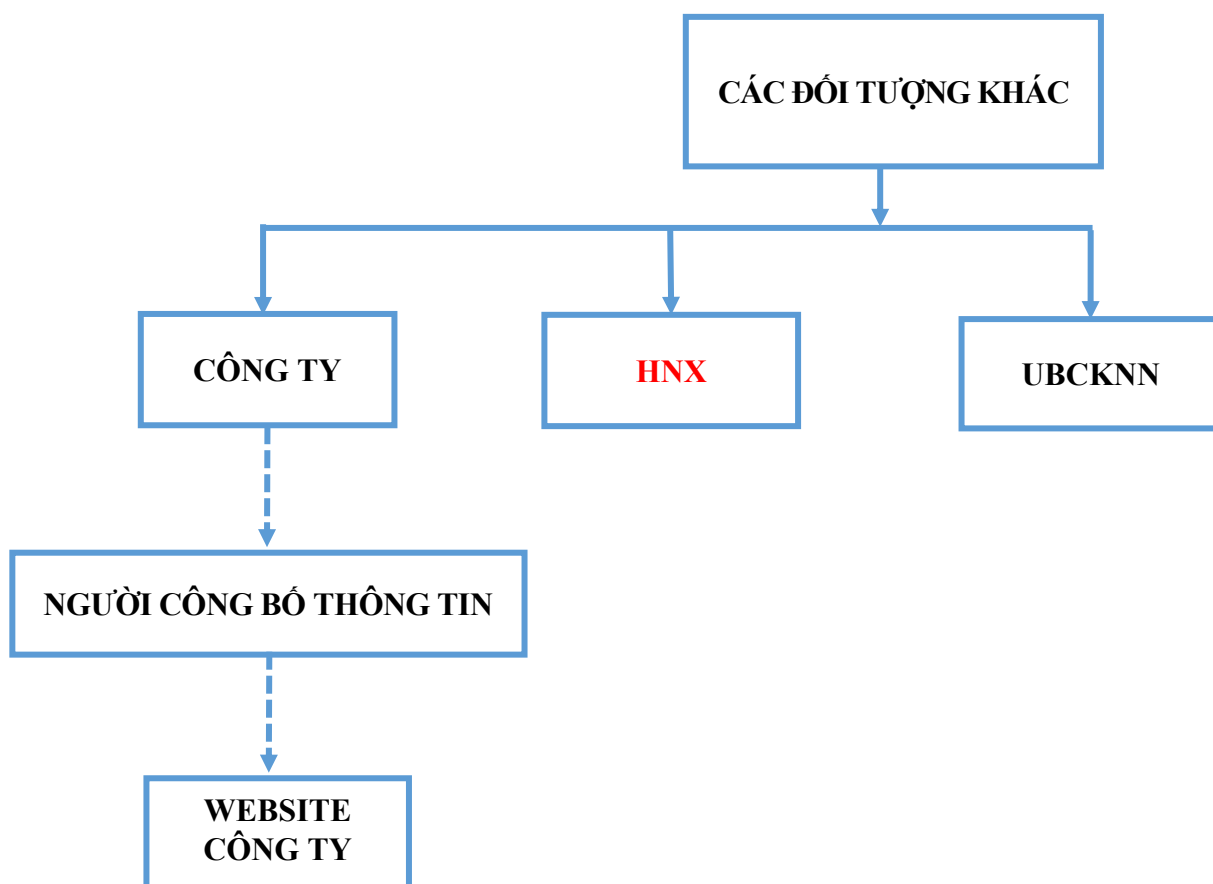 CÁC ĐỐI TƯỢNG KHÁC
CÔNG TY
HNX
UBCKNN
NGƯỜI CÔNG BỐ THÔNG TIN
WEBSITE
CÔNG TY